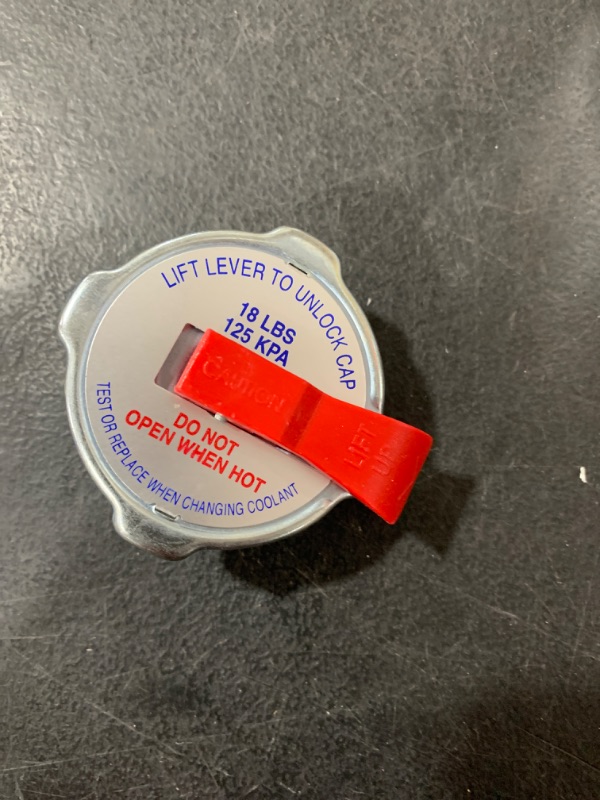 LIFT LEVER TO UNLOCK CAP
18 LBS
125 KPA
CAUTION
LIFT
UP
DO NOT
OPEN WHEN HOT
TEST OR REPLACE WHEN CHANGING COOLANT